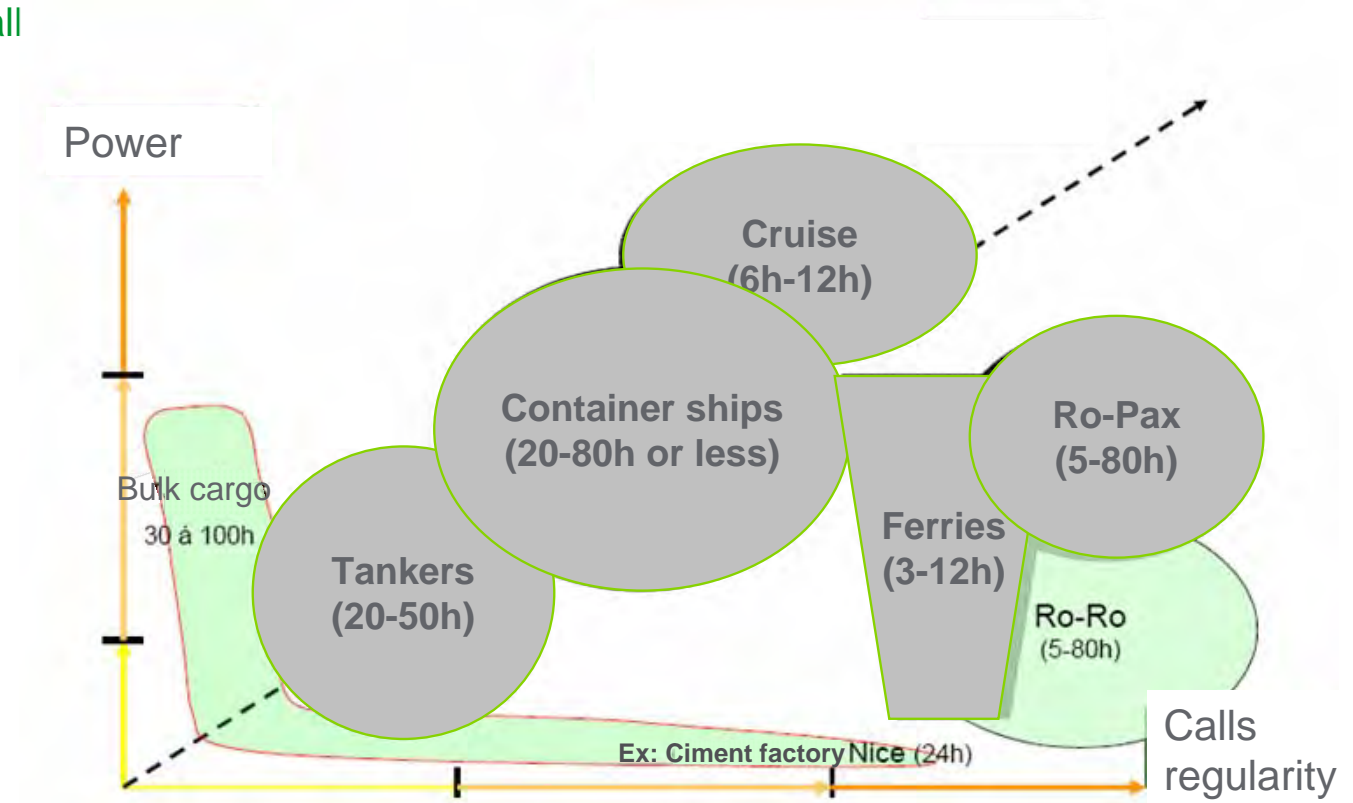 all
Power
Cruise
(6h-12h)
Container ships
(20-80h or less)
Ro-Pax
(5-80h)
Bulk cargo
30 á 100h
Ferries
(3-12h)
Tankers
(20-50h)
Ro-Ro
(5-80h)
Ex: Ciment factory Nice (24h)
Calls
regularity